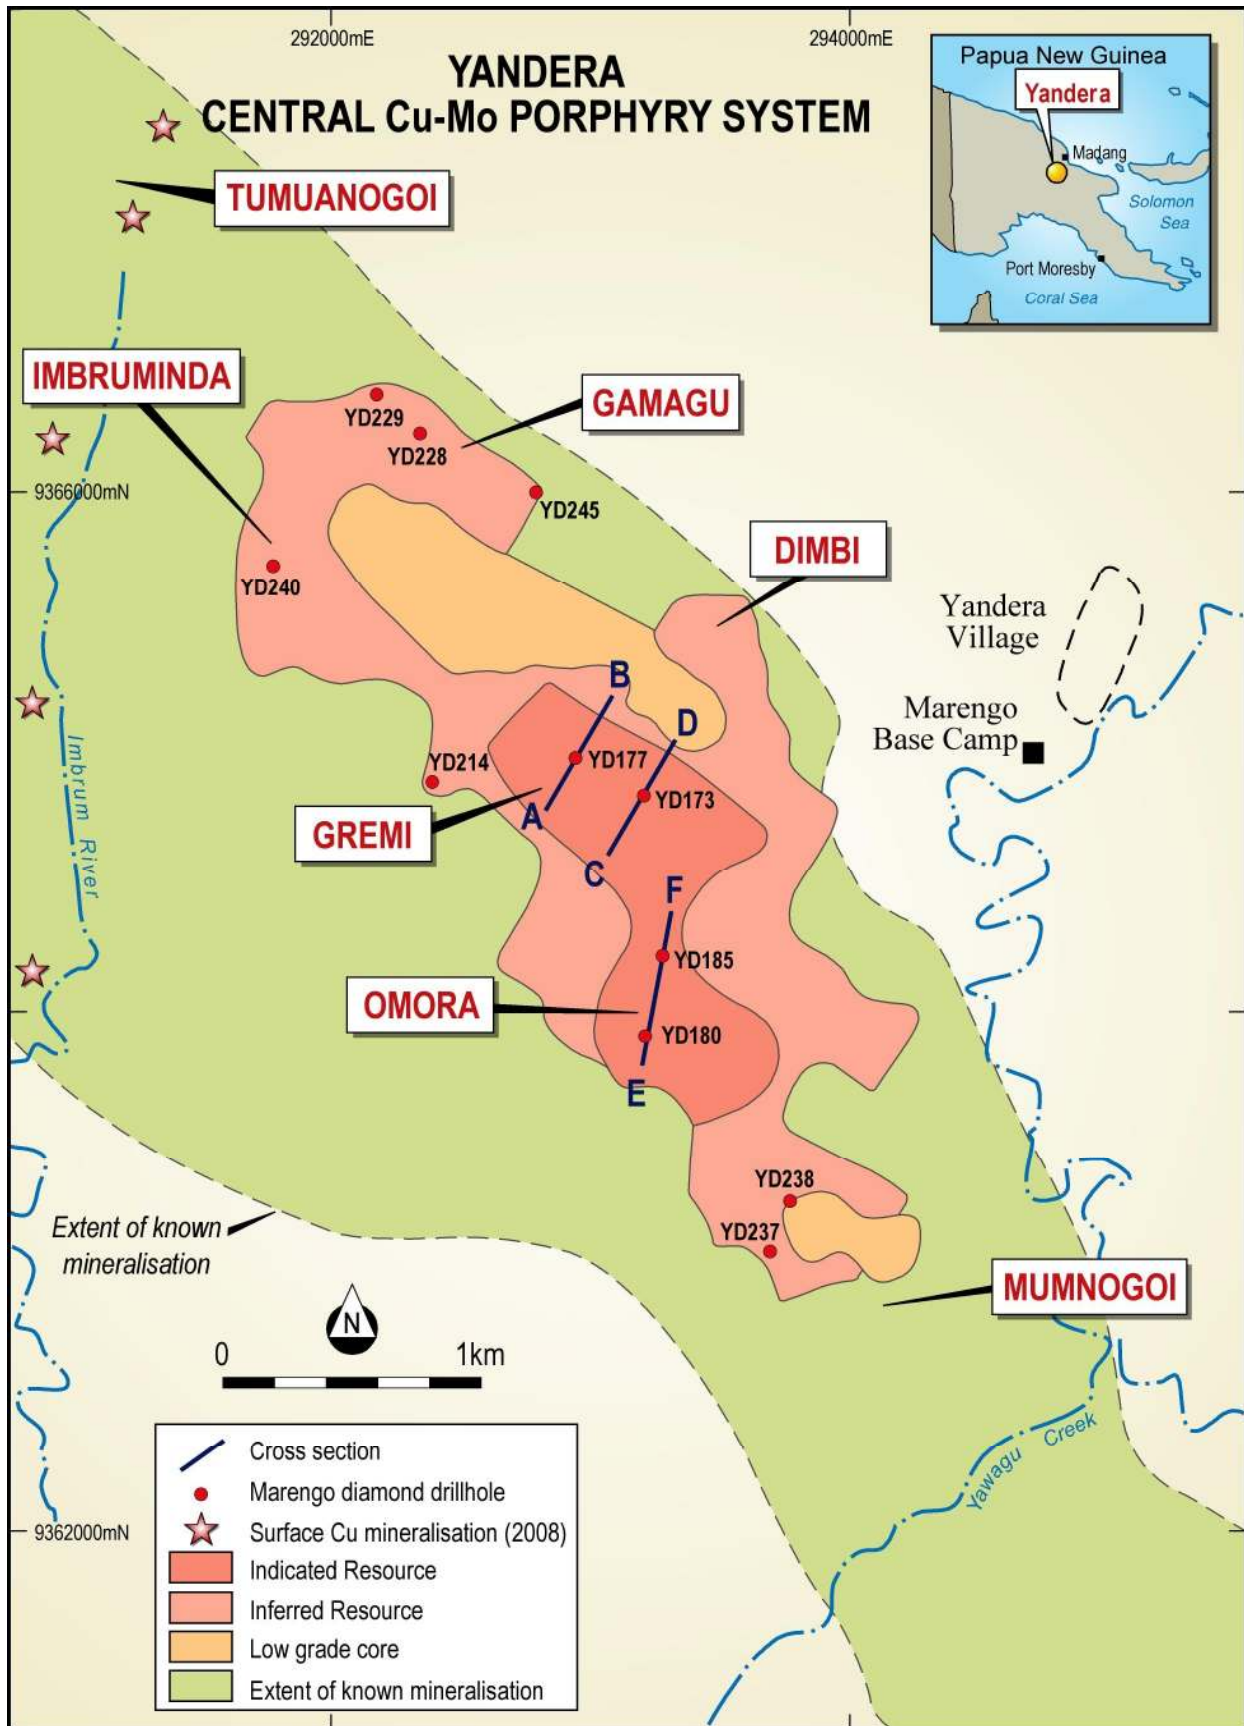 292000mE
294000mE
YANDERA
CENTRAL Cu-Mo PORPHYRY SYSTEM
Papua New Guinea
Yandera
Madang
Solomon
Sea
Port Moresby
Coral Sea
TUMUANOGOI
IMBRUMINDA
GAMAGU
YD229
YD228
9366000mN
YD245
DIMBI
YD240
Yandera
Village
B
Marengo
Base Camp
D
YD214
YD177
YD173
A
GREMI
Imbrum River
C
F
YD185
OMORA
YD180
E
YD238
YD237
Extent of known
mineralisation
MUMNOGOI
N
0
1km
Yawagu Creek
Cross section
Marengo diamond drillhole
Surface Cu mineralisation (2008)
9362000mN
Indicated Resource
Inferred Resource
Low grade core
Extent of known mineralisation